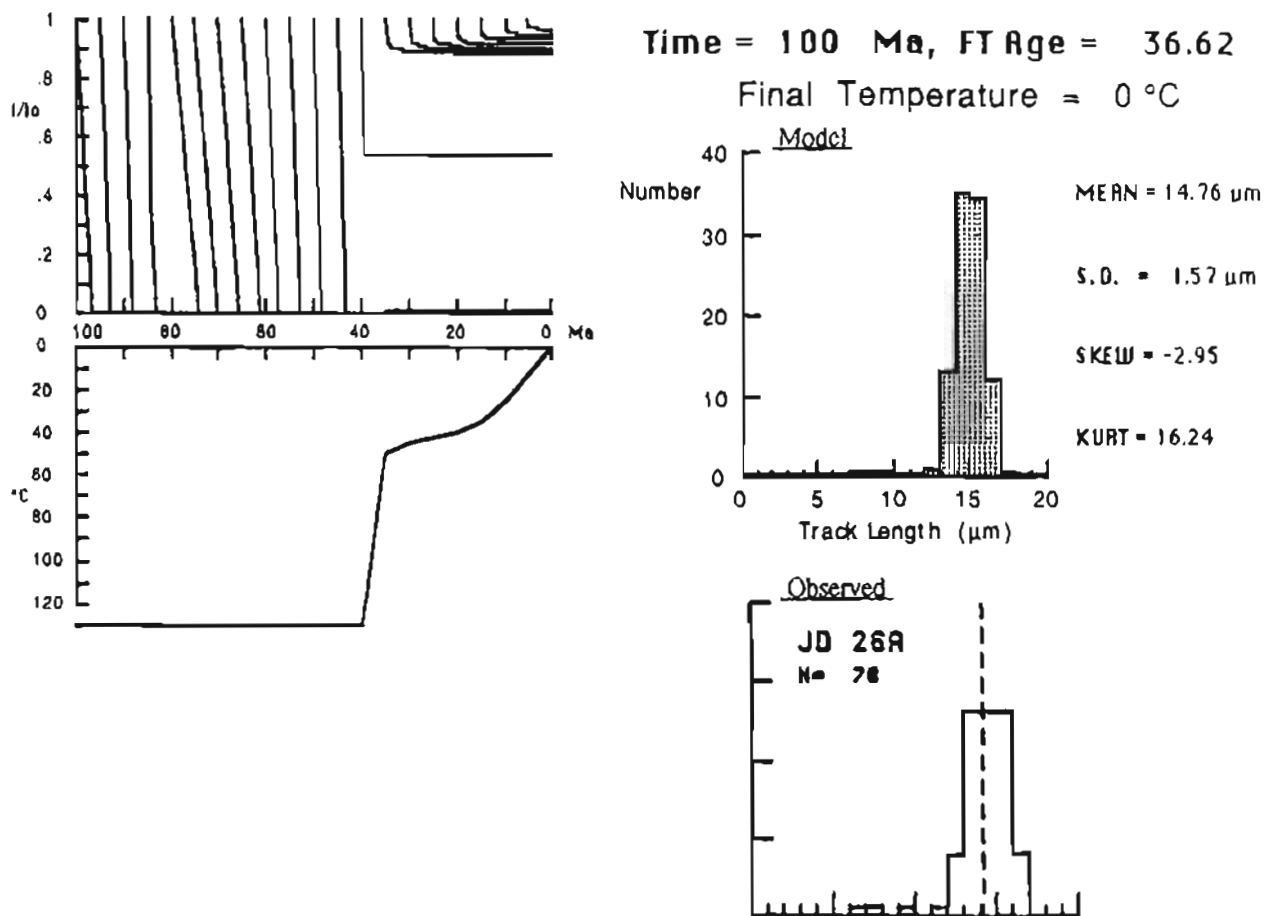 Time = 100 Ma, FT Age = 36.62
Final Temperature = 0 °C
1
.8
l/lo
.6
.4
.2
0
100 80 60 40 20 0 Ma
0
20
40
60
°C
80
100
120
Model
40
Number
30
20
10
0
0 5 10 15 20
Track Length (µm)
MEAN = 14.76 µm
S.D. = 1.57 µm
SKEW = -2.95
KURT = 16.24
Observed
JD 26A
N=